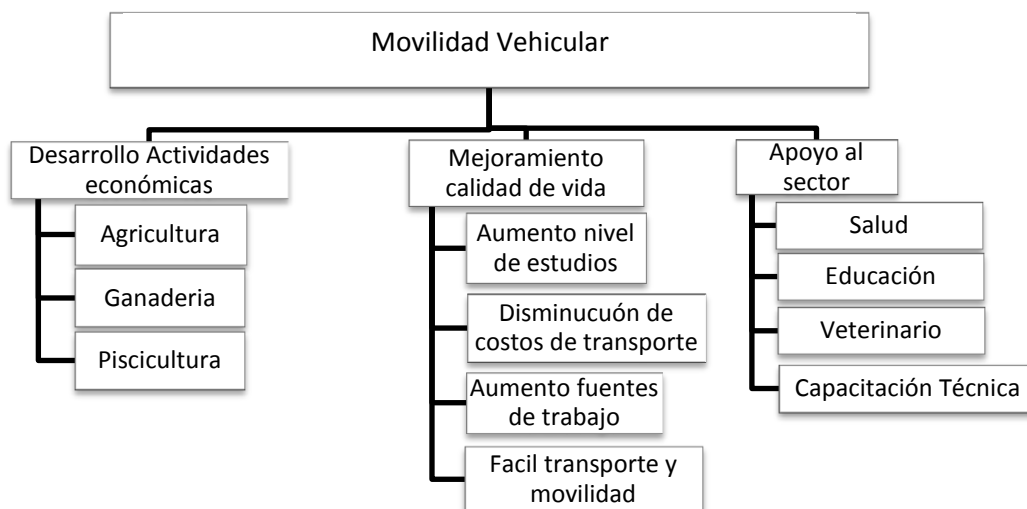 Movilidad Vehicular
Desarrollo Actividades
económicas
Agricultura
Ganaderia
Piscicultura
Mejoramiento
calidad de vida
Aumento nivel
de estudios
Disminucuón de
costos de transporte
Aumento fuentes
de trabajo
Facil transporte y
movilidad
Apoyo al
sector
Salud
Educación
Veterinario
Capacitación Técnica